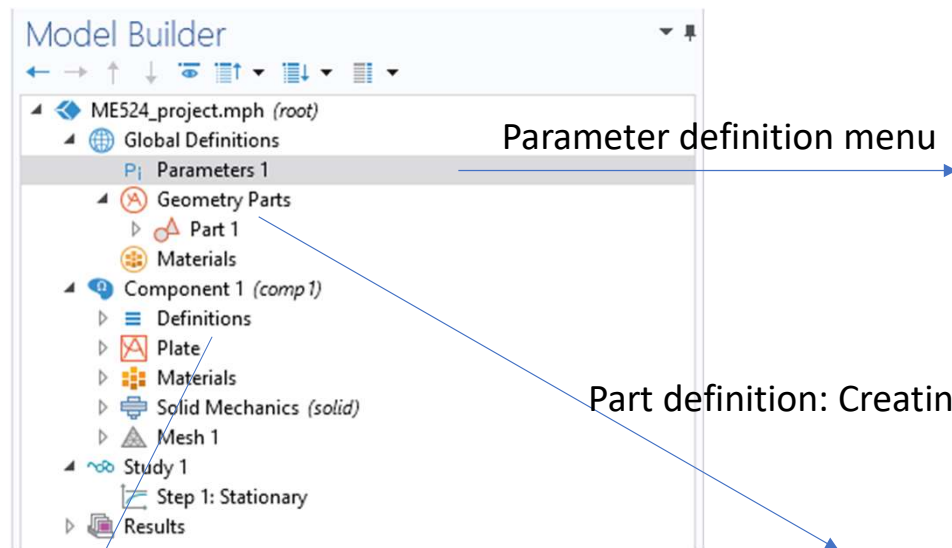 Model Builder
ME524_project.mph (root)
Global Definitions
Parameter definition menu
Pi Parameters 1
Geometry Parts
Part 1
Materials
Component 1 (comp1)
Definitions
Plate
Materials
Solid Mechanics (solid)
Part definition: Creatin
Mesh 1
Study 1
Step 1: Stationary
Results